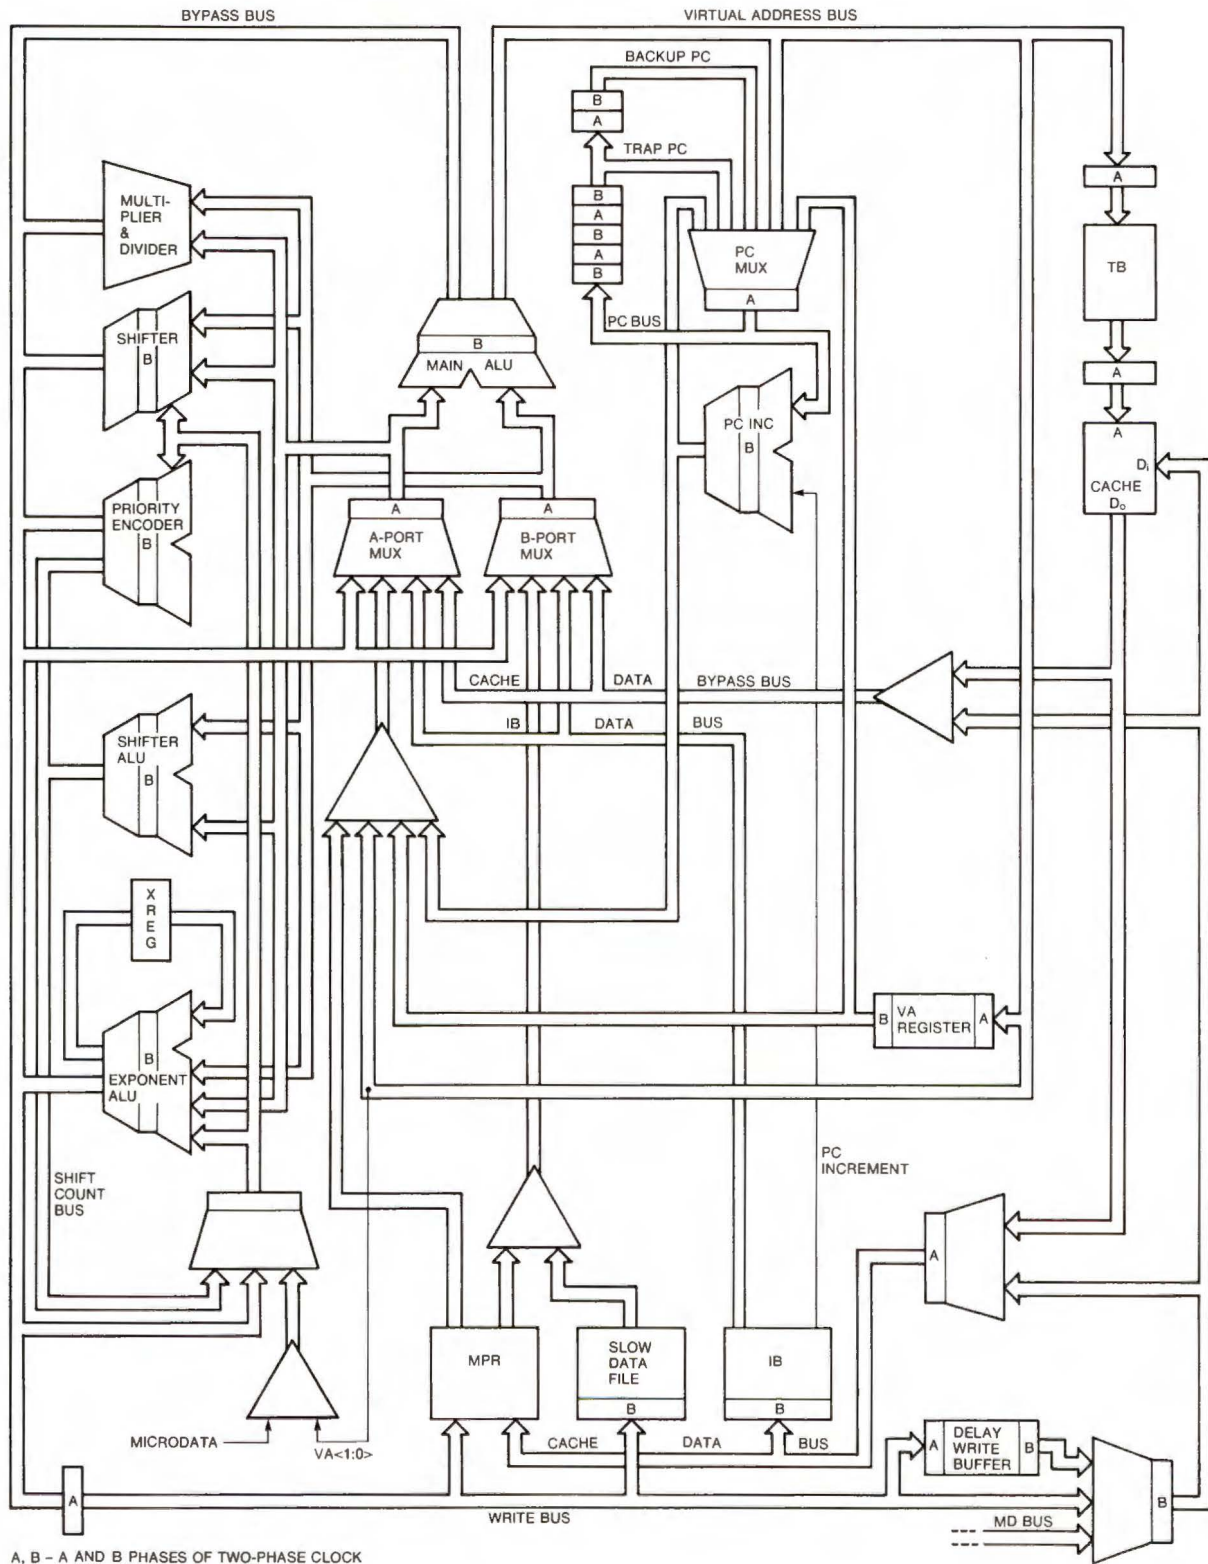 BYPASS BUS
VIRTUAL ADDRESS BUS
BACKUP PC
B
A
TRAP PC
B
A
B
A
B
PC BUS
PC
MUX
A
A
TB
A
A
Di
CACHE
Do
MULTI-
PLIER
&
DIVIDER
SHIFTER
B
MAIN ALU
B
PC INC
B
PRIORITY
ENCODER
B
A
A-PORT
MUX
A
B-PORT
MUX
CACHE DATA BYPASS BUS
IB DATA BUS
SHIFTER
ALU
B
X
R
E
G
B
EXPONENT
ALU
B
VA
REGISTER
A
SHIFT
COUNT
BUS
PC
INCREMENT
A
MPR
SLOW
DATA
FILE
B
IB
B
MICRODATA
VA<1:0>
CACHE DATA BUS
A
DELAY
WRITE
BUFFER
B
A
WRITE BUS
MD BUS
B
A, B – A AND B PHASES OF TWO-PHASE CLOCK